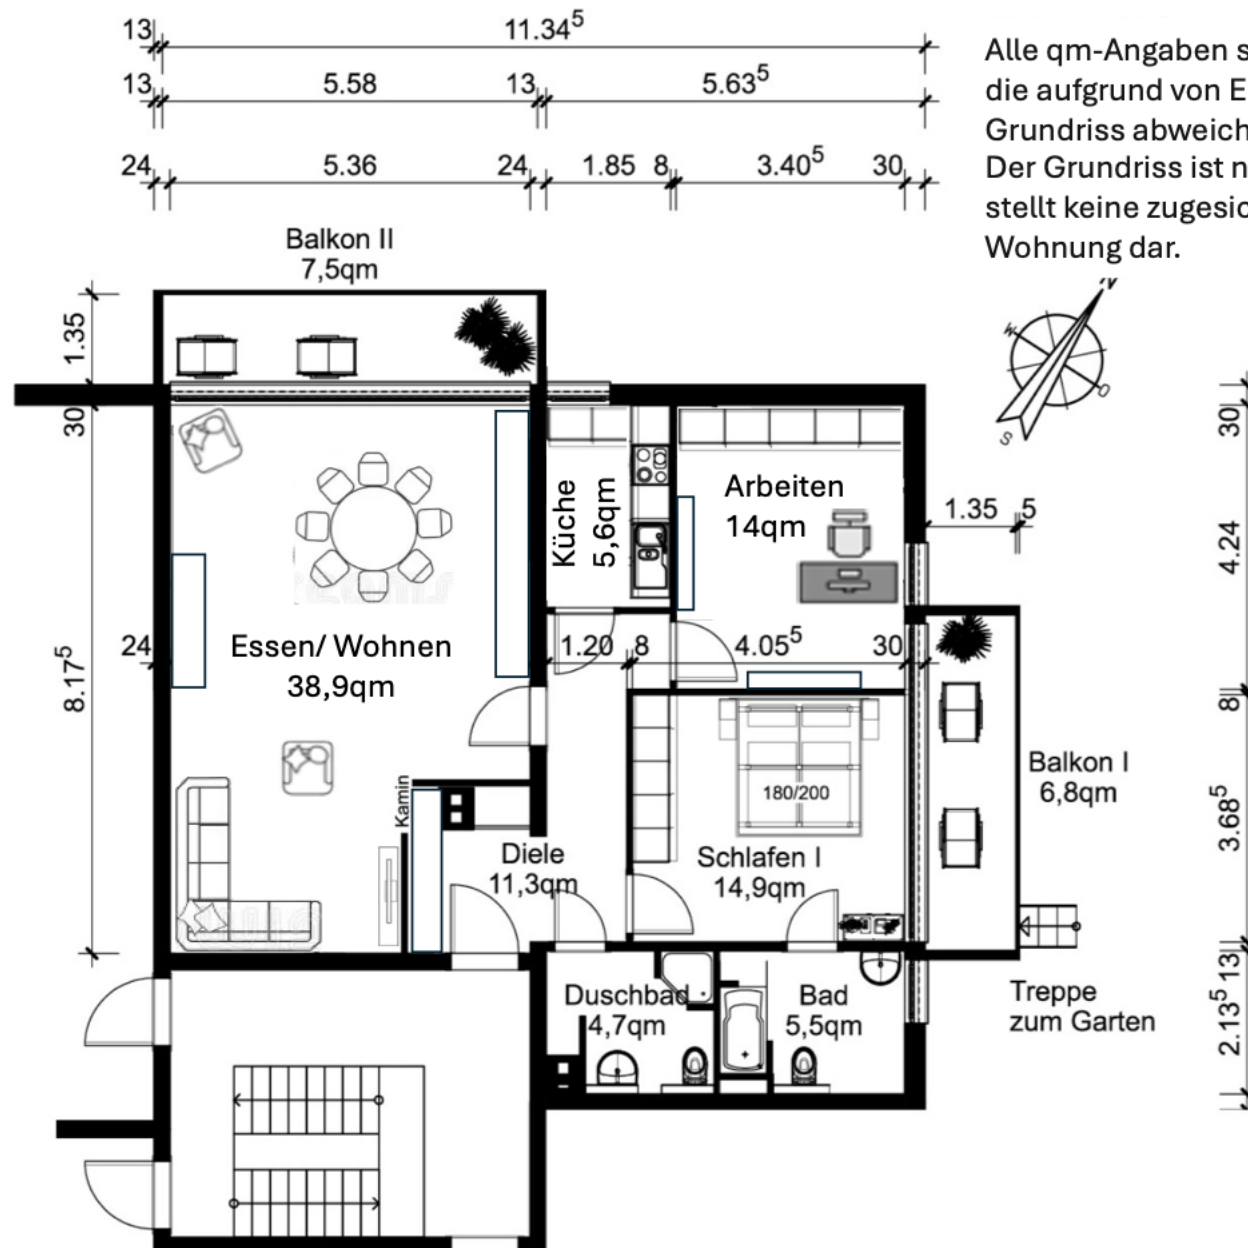 13 11.34⁵
13 5.58 13 5.63⁵
24 5.36 24 1.85 8 3.40⁵ 30
Alle qm-Angaben s
die aufgrund von E
Grundriss abweich
Der Grundriss ist n
stellt keine zugesic
Wohnung dar.
Balkon II
7,5qm
1.35
30
8.17⁵
24
N
W
O
S
Küche
5,6qm
Arbeiten
14qm
1.35 5
30
4.24
8
3.68⁵
13
2.13⁵
Essen/ Wohnen
38,9qm
1.20 8 4.05⁵ 30
Kamin
180/200
Balkon I
6,8qm
Diele
11,3qm
Schlafen I
14,9qm
Duschbad
4,7qm
Bad
5,5qm
Treppe
zum Garten